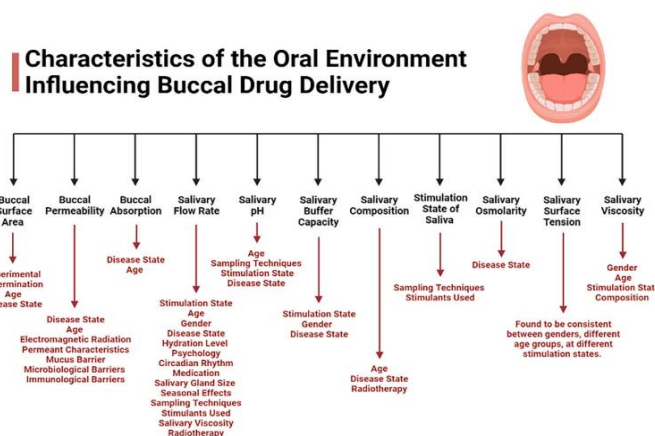 Characteristics of the Oral Environment
Influencing Buccal Drug Delivery
Buccal
Surface
Area
Buccal
Permeability
Buccal
Absorption
Salivary
Flow Rate
Salivary
pH
Salivary
Buffer
Capacity
Salivary
Composition
Stimulation
State of
Saliva
Salivary
Osmolarity
Salivary
Surface
Tension
Salivary
Viscosity
Age
Disease State
Age
Electromagnetic Radiation
Permeant Characteristics
Mucus Barrier
Microbiological Barriers
Immunological Barriers
Disease State
Age
Stimulation State
Age
Gender
Disease State
Hydration Level
Psychology
Circadian Rhythm
Medication
Salivary Gland Size
Seasonal Effects
Sampling Techniques
Stimulants Used
Salivary Viscosity
Radiotherapy
Age
Sampling Techniques
Stimulation State
Disease State
Stimulation State
Gender
Disease State
Age
Disease State
Radiotherapy
Sampling Techniques
Stimulants Used
Disease State
Found to be consistent
between genders, different
age groups, at different
stimulation states.
Gender
Age
Stimulation
Composition